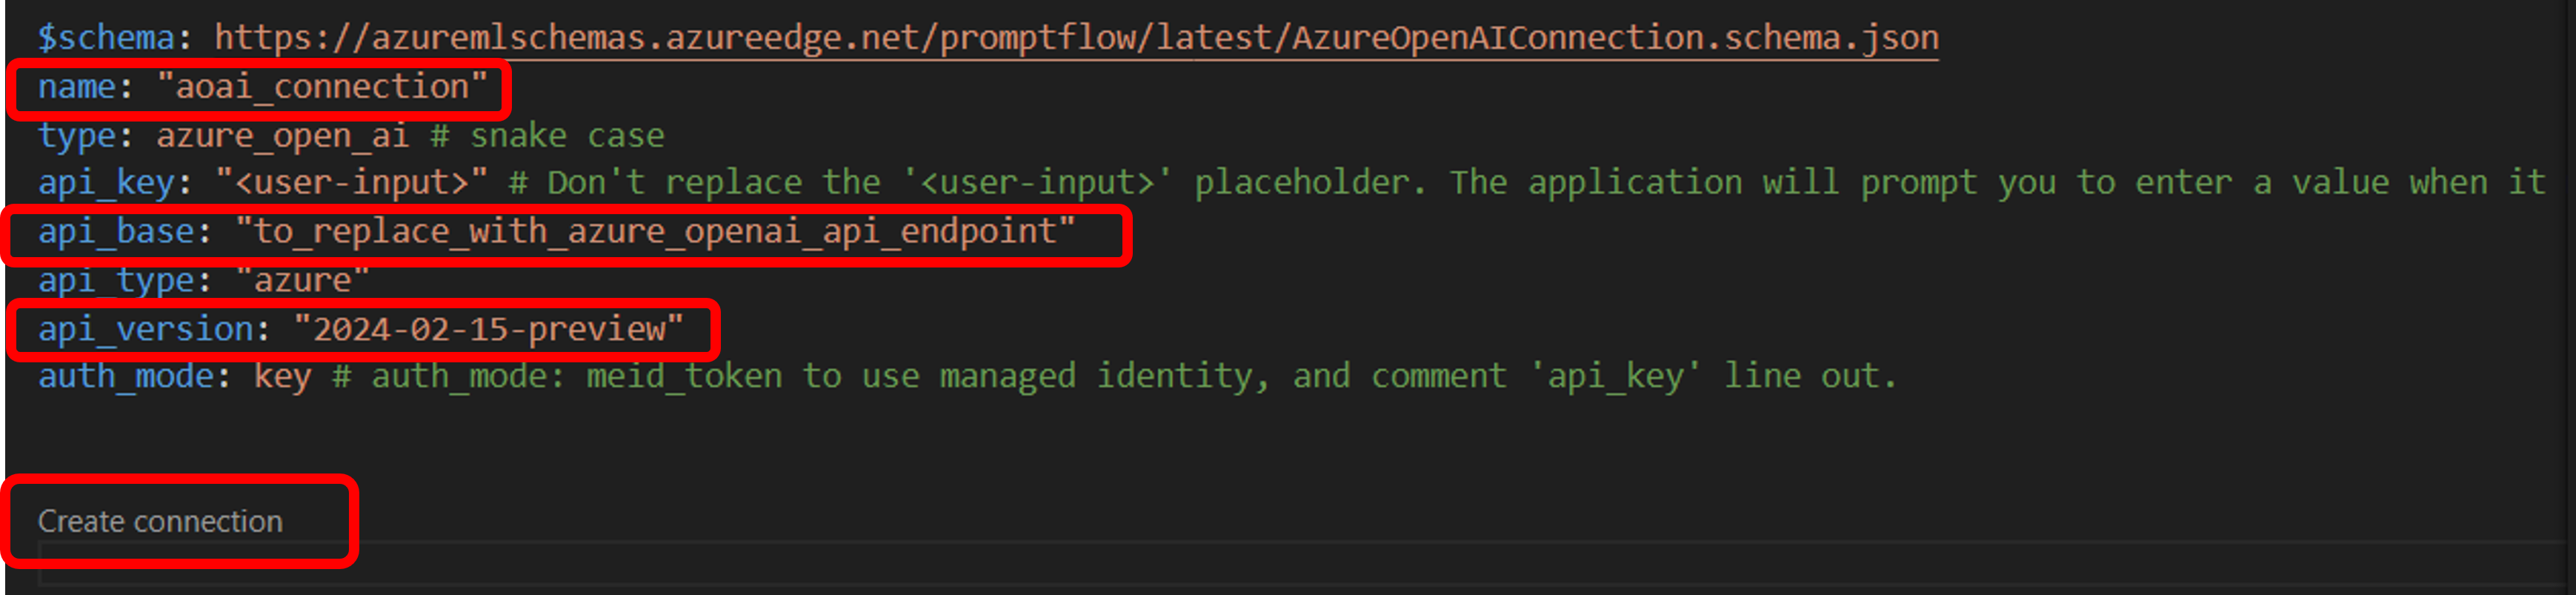 $schema: https://azuremlschemas.azureedge.net/promptflow/latest/AzureOpenAIConnection.schema.json
name: "aoai_connection"
type: azure_open_ai # snake case
api_key: "<user-input>" # Don't replace the '<user-input>' placeholder. The application will prompt you to enter a value when it
api_base: "to_replace_with_azure_openai_api_endpoint"
api_type: "azure"
api_version: "2024-02-15-preview"
auth_mode: key # auth_mode: meid_token to use managed identity, and comment 'api_key' line out.
Create connection